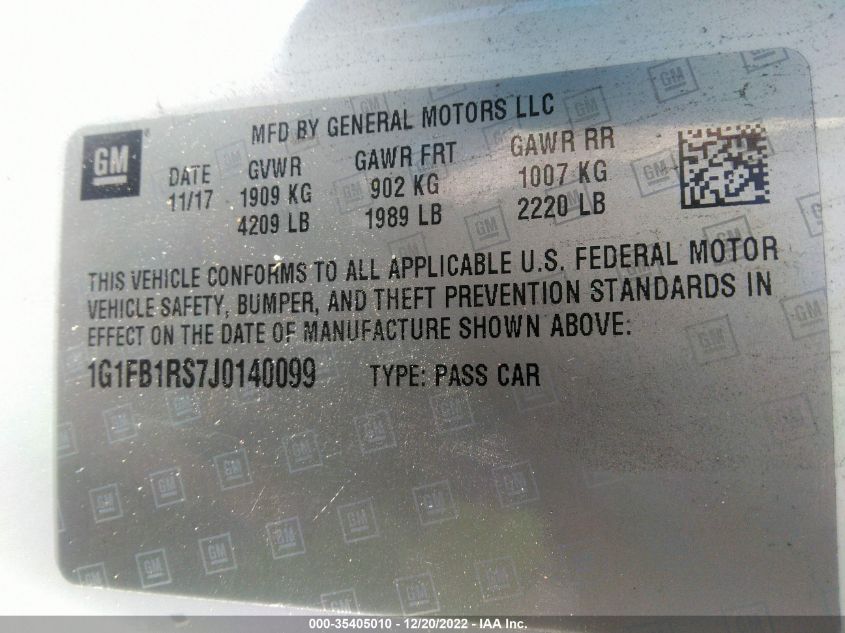 MFD BY GENERAL MOTORS LLC
GM
DATE GVWR GAWR FRT GAWR RR
11/17 1909 KG 902 KG 1007 KG
4209 LB 1989 LB 2220 LB
THIS VEHICLE CONFORMS TO ALL APPLICABLE U.S. FEDERAL MOTOR
VEHICLE SAFETY, BUMPER, AND THEFT PREVENTION STANDARDS IN
EFFECT ON THE DATE OF MANUFACTURE SHOWN ABOVE:
1G1FB1RS7J0140099 TYPE: PASS CAR
000-35405010 - 12/20/2022 - IAA Inc.